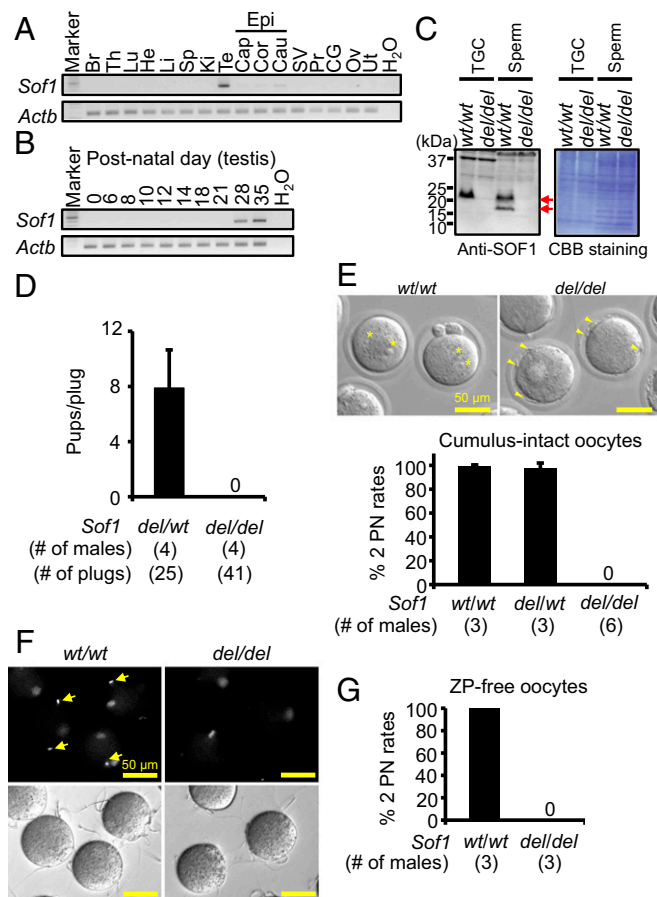 A
Epi
Marker Br Th Lu He Li Sp Ki Te Cap Cor Cau SV Pr CG Ov Ut H₂O
Sof1
Actb
B
Post-natal day (testis)
Marker 0 6 8 10 12 14 18 21 28 35 H₂O
Sof1
Actb
C
TGC Sperm TGC Sperm
wt/wt del/del wt/wt del/del wt/wt del/del wt/wt del/del
(kDa)
37
25
20
15
10
Anti-SOF1 CBB staining
D
12
8
4
0
Pups/plug
0
Sof1 del/wt del/del
(# of males) (4) (4)
(# of plugs) (25) (41)
E
wt/wt del/del
* * * *
50 µm
Cumulus-intact oocytes
100
80
60
40
20
0
% 2 PN rates
0
Sof1 wt/wt del/wt del/del
(# of males) (3) (3) (6)
F
wt/wt del/del
50 µm
G
ZP-free oocytes
100
80
60
40
20
0
% 2 PN rates
0
Sof1 wt/wt del/del
(# of males) (3) (3)